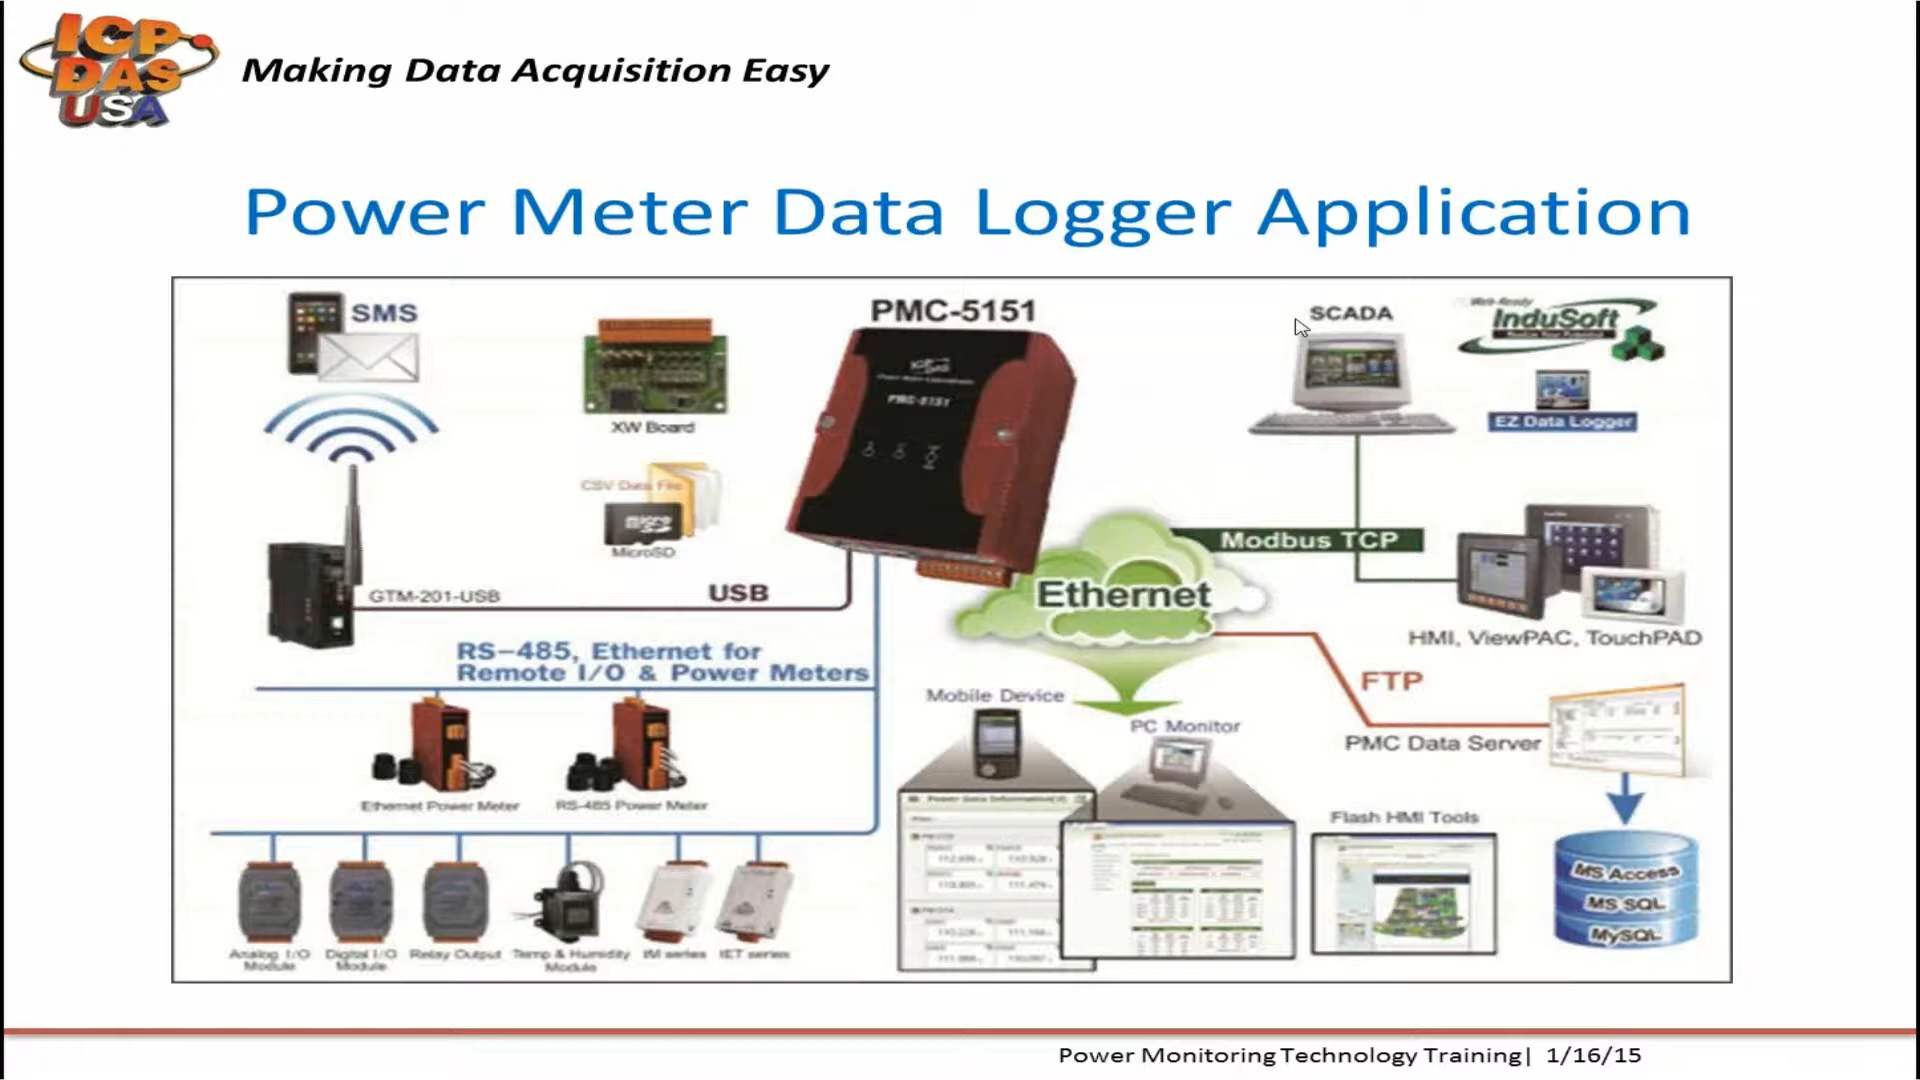 ICP
DAS
USA
Making Data Acquisition Easy
Power Meter Data Logger Application
SMS
XW Board
CSV Data File
micro
MicroSD
PMC-5151
PMC-5151
SCADA
Web-Ready
InduSoft
EZ Data Logger
Modbus TCP
Ethernet
GTM-201-USB
USB
HMI, ViewPAC, TouchPAD
RS-485, Ethernet for
Remote I/O & Power Meters
FTP
PMC Data Server
Mobile Device
PC Monitor
Ethernet Power Meter
RS-485 Power Meter
Flash HMI Tools
MS Access
MS SQL
MySQL
Analog I/O
Module
Digital I/O
Module
Relay Output
Temp & Humidity
Module
IM series
IET series
Power Monitoring Technology Training| 1/16/15